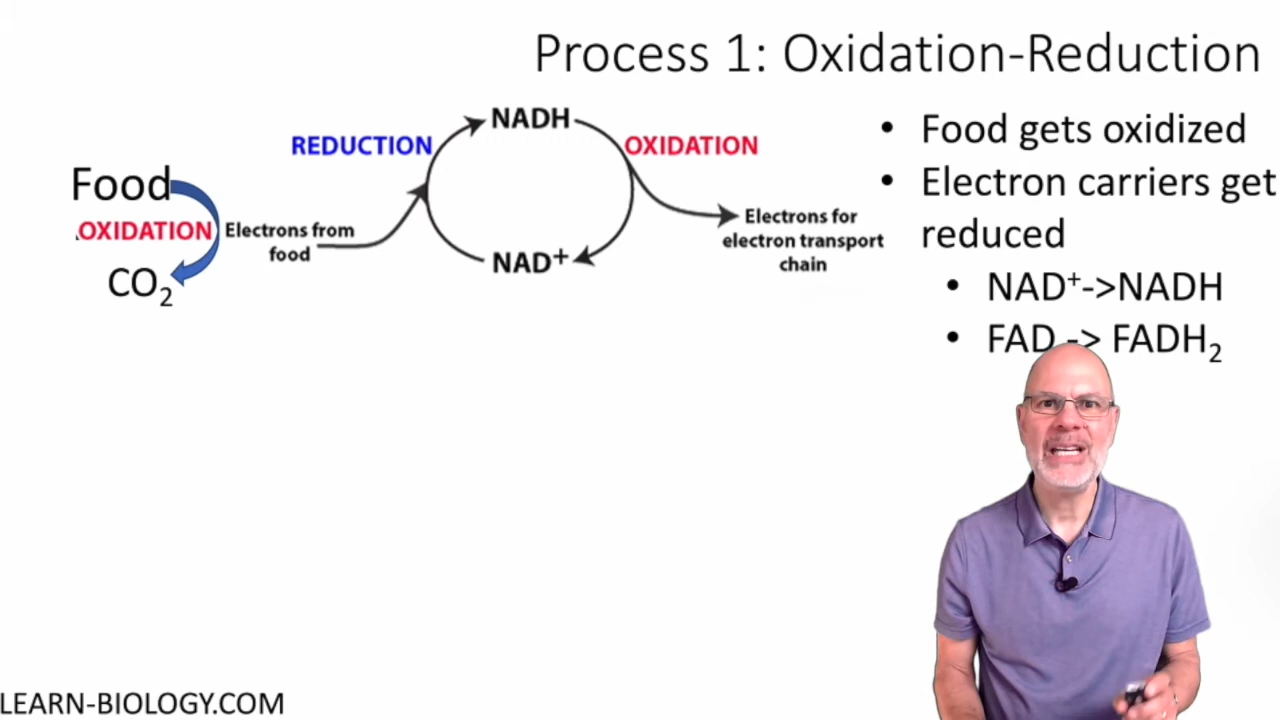 Process 1: Oxidation-Reduction
Food
OXIDATION
CO₂
Electrons from
food
REDUCTION
NADH
NAD⁺
OXIDATION
Electrons for
electron transport
chain
• Food gets oxidized
• Electron carriers get
reduced
• NAD⁺->NADH
• FAD -> FADH₂
LEARN-BIOLOGY.COM